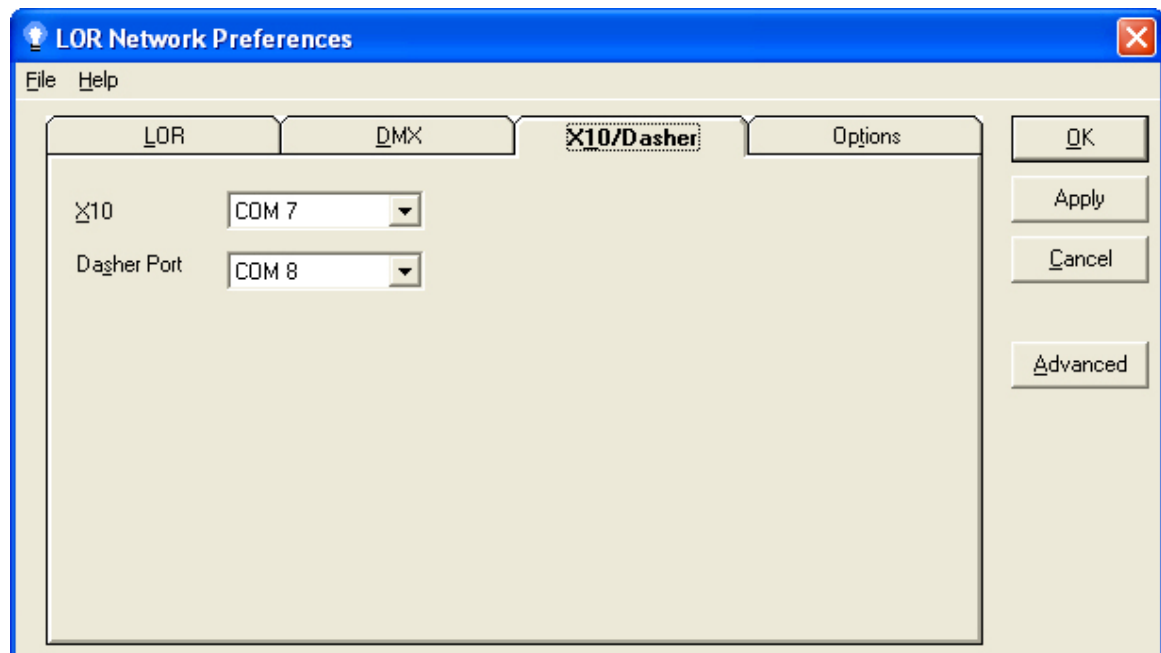 LOR Network Preferences
File Help
LOR DMX X10/Dasher Options
X10 COM 7
Dasher Port COM 8
OK
Apply
Cancel
Advanced